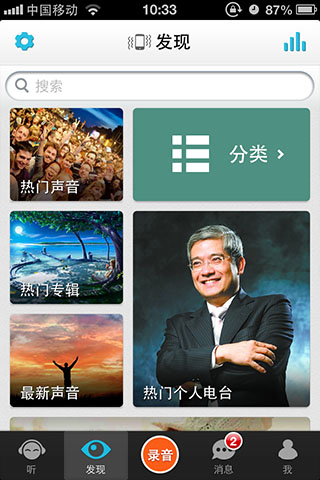 中国移动
10:33
87%
发现
搜索
热门声音
分类
热门专辑
最新声音
热门个人电台
听
发现
录音
消息
2
我